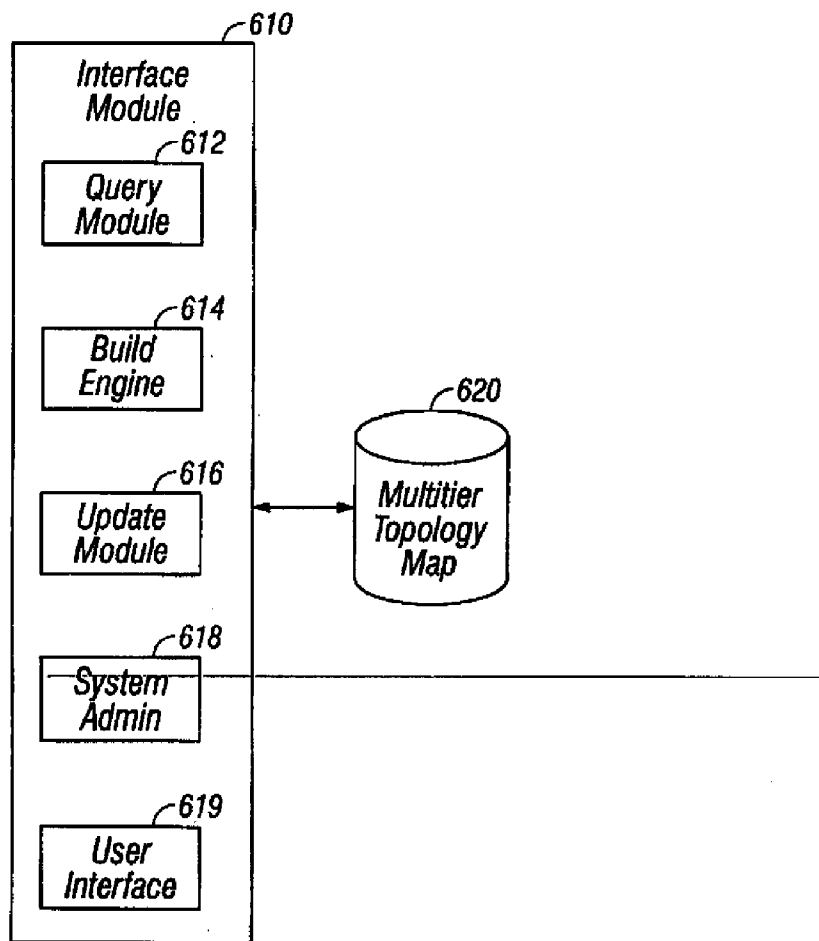 610
Interface
Module
612
Query
Module
614
Build
Engine
616
Update
Module
618
System
Admin
619
User
Interface
620
Multitier
Topology
Map